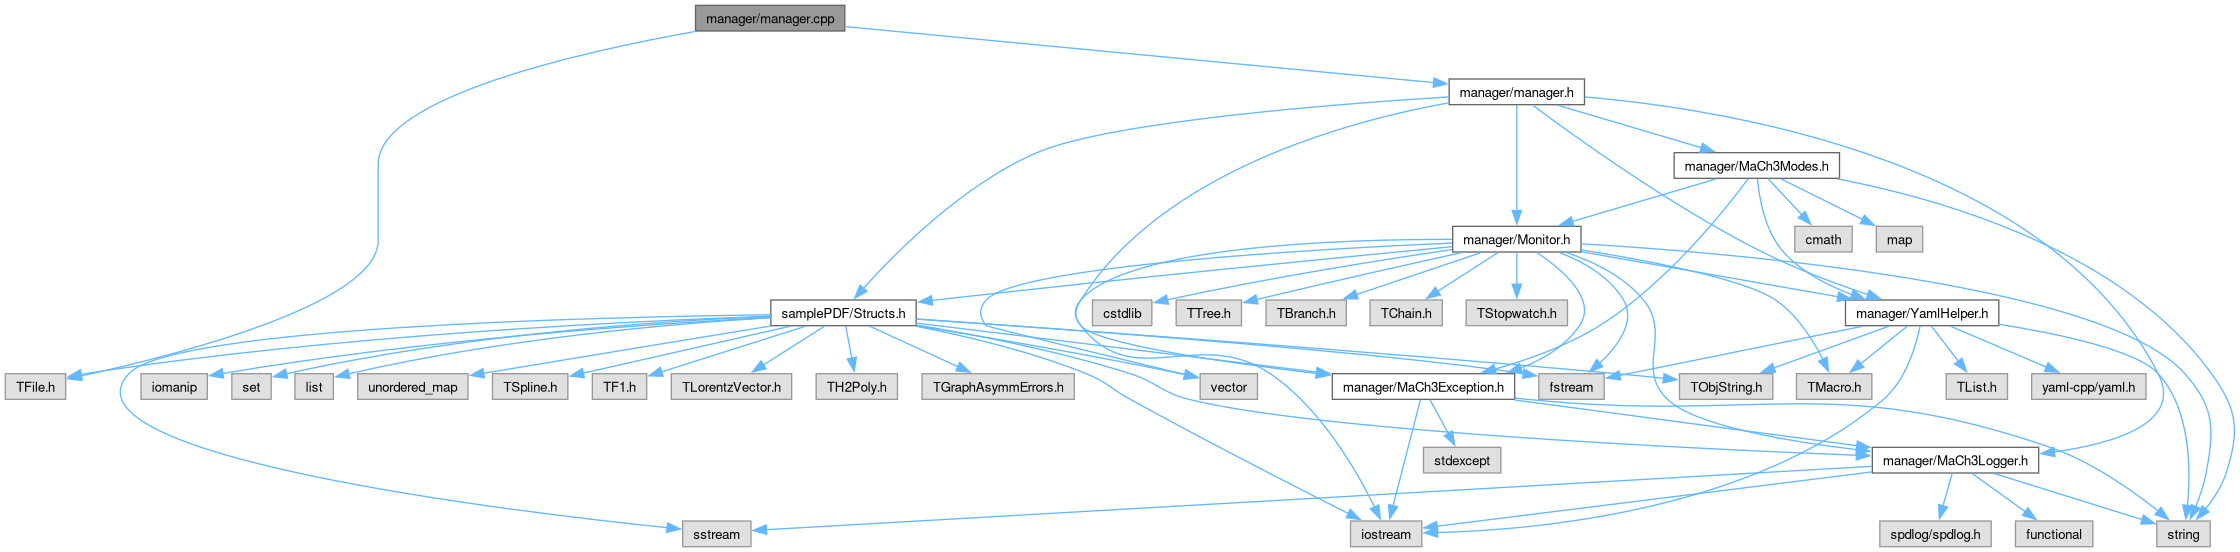 manager/manager.cpp
manager/manager.h
manager/MaCh3Modes.h
manager/Monitor.h
cmath
map
samplePDF/Structs.h
cstdlib
TTree.h
TBranch.h
TChain.h
TStopwatch.h
manager/YamlHelper.h
TFile.h
iomanip
set
list
unordered_map
TSpline.h
TF1.h
TLorentzVector.h
TH2Poly.h
TGraphAsymmErrors.h
vector
manager/MaCh3Exception.h
fstream
TObjString.h
TMacro.h
TList.h
yaml-cpp/yaml.h
stdexcept
manager/MaCh3Logger.h
sstream
iostream
spdlog/spdlog.h
functional
string